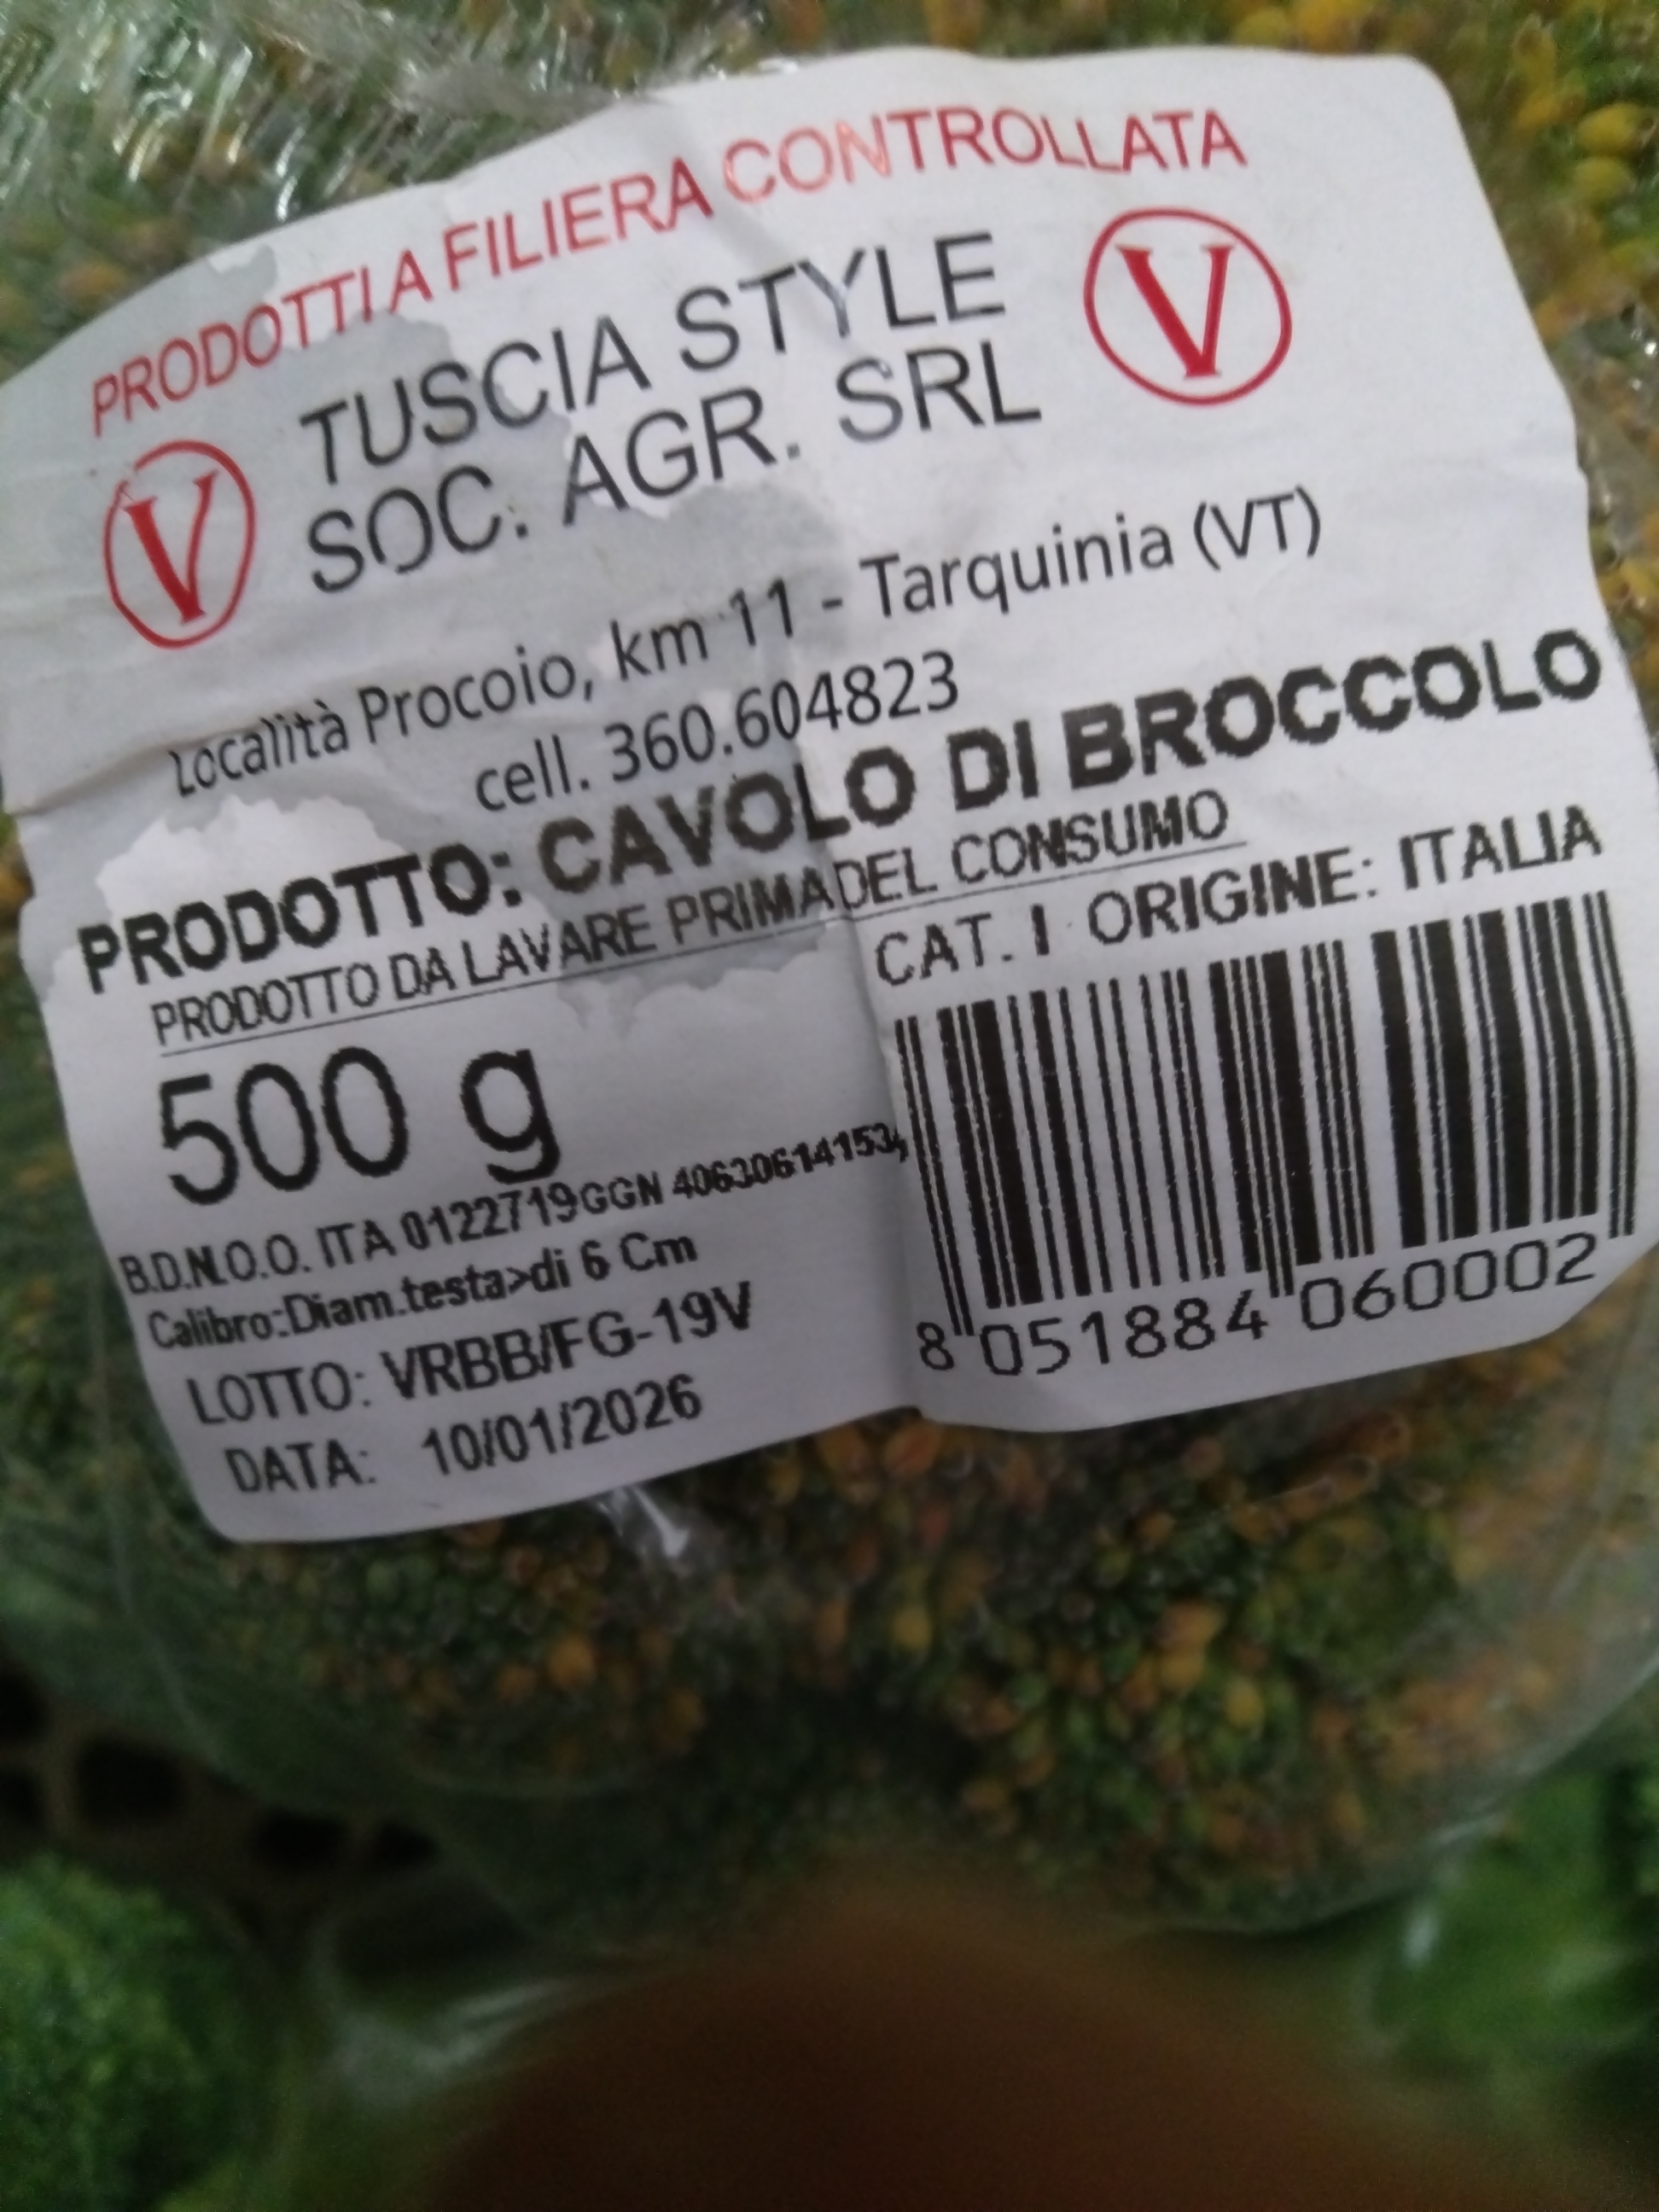 PRODOTTI A FILIERA CONTROLLATA
V
TUSCIA STYLE
SOC. AGR. SRL
V
Località Procoio, km 11 - Tarquinia (VT)
cell. 360.604823
PRODOTTO: CAVOLO DI BROCCOLO
PRODOTTO DA LAVARE PRIMA DEL CONSUMO
CAT. I ORIGINE: ITALIA
500 g
B.D.N.O.O. ITA 0122719 GGN
Calibro:Diam.testa>di 6 Cm
LOTTO: VRBB/FG-19V
DATA: 10/01/2026
8 051884 060002